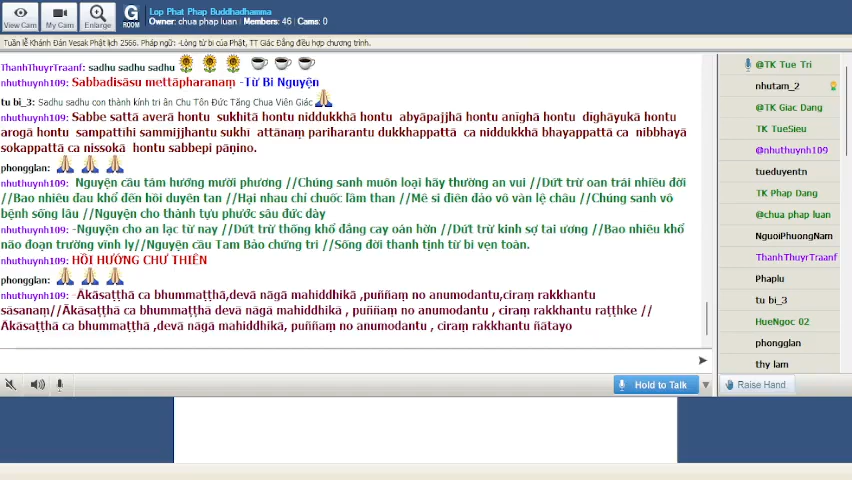 Lop Phat Phap Buddhadhamma
Owner: chua phap luan | Members: 46 | Cams: 0
View Cam
My Cam
Enlarge
G
ROOM
Tuần lễ Khánh Đản Vesak Phật lịch 2566. Pháp ngữ: -Lòng từ bi của Phật, TT Giác Đẳng điều hợp chương trình.
ThanhThuyrTraanf: sadhu sadhu sadhu
nhuthuynh109: Sabbadisāsu mettāpharanaṃ -Từ Bi Nguyện
tu bi_3: Sadhu sadhu con thành kính tri ân Chu Tôn Đức Tăng Chua Viên Giác
nhuthuynh109: Sabbe sattā averā hontu sukhitā hontu niddukkhā hontu abyāpajjhā hontu anīghā hontu dīghāyukā hontu
arogā hontu sampattīhi sammijjhantu sukhī attānaṃ pariharantu dukkhappattā ca niddukkhā bhayappattā ca nibbhayā
sokappattā ca nissokā hontu sabbepi pāṇino.
phongglan:
nhuthuynh109: Nguyện cầu tám hướng mười phương //Chúng sanh muôn loại hãy thường an vui //Dứt trừ oan trái nhiều đời
//Bao nhiêu đau khổ đến hồi duyên tan //Hại nhau chỉ chuốc lầm than //Mê si điên đảo vô vàn lệ châu //Chúng sanh vô
bệnh sống lâu //Nguyện cho thành tựu phước sâu đức dày
nhuthuynh109: -Nguyện cho an lạc từ nay //Dứt trừ thống khổ đắng cay oán hờn //Dứt trừ kinh sợ tai ương //Bao nhiêu khổ
não đoạn trường vĩnh ly//Nguyện cầu Tam Bảo chứng tri //Sống đời thanh tịnh từ bi vẹn toàn.
nhuthuynh109: HỒI HƯỚNG CHƯ THIÊN
phongglan:
nhuthuynh109: -Ākāsaṭṭhā ca bhummaṭṭhā,devā nāgā mahiddhikā ,puññaṃ no anumodantu,ciraṃ rakkhantu
sāsanaṃ//Ākāsaṭṭhā ca bhummaṭṭhā devā nāgā mahiddhikā , puññaṃ no anumodantu , ciraṃ rakkhantu raṭṭhke //
Ākāsaṭṭhā ca bhummaṭṭhā ,devā nāgā mahiddhikā, puññaṃ no anumodantu , ciraṃ rakkhantu ñātayo
Hold to Talk
@TK Tue Tri
nhutam_2
@TK Giac Dang
TK TueSieu
@nhuthuynh109
tueduyentn
TK Phap Dang
@chua phap luan
NguoiPhuongNam
ThanhThuyrTraanf
Phaplu
tu bi_3
HueNgoc 02
phongglan
thy lam
Raise Hand